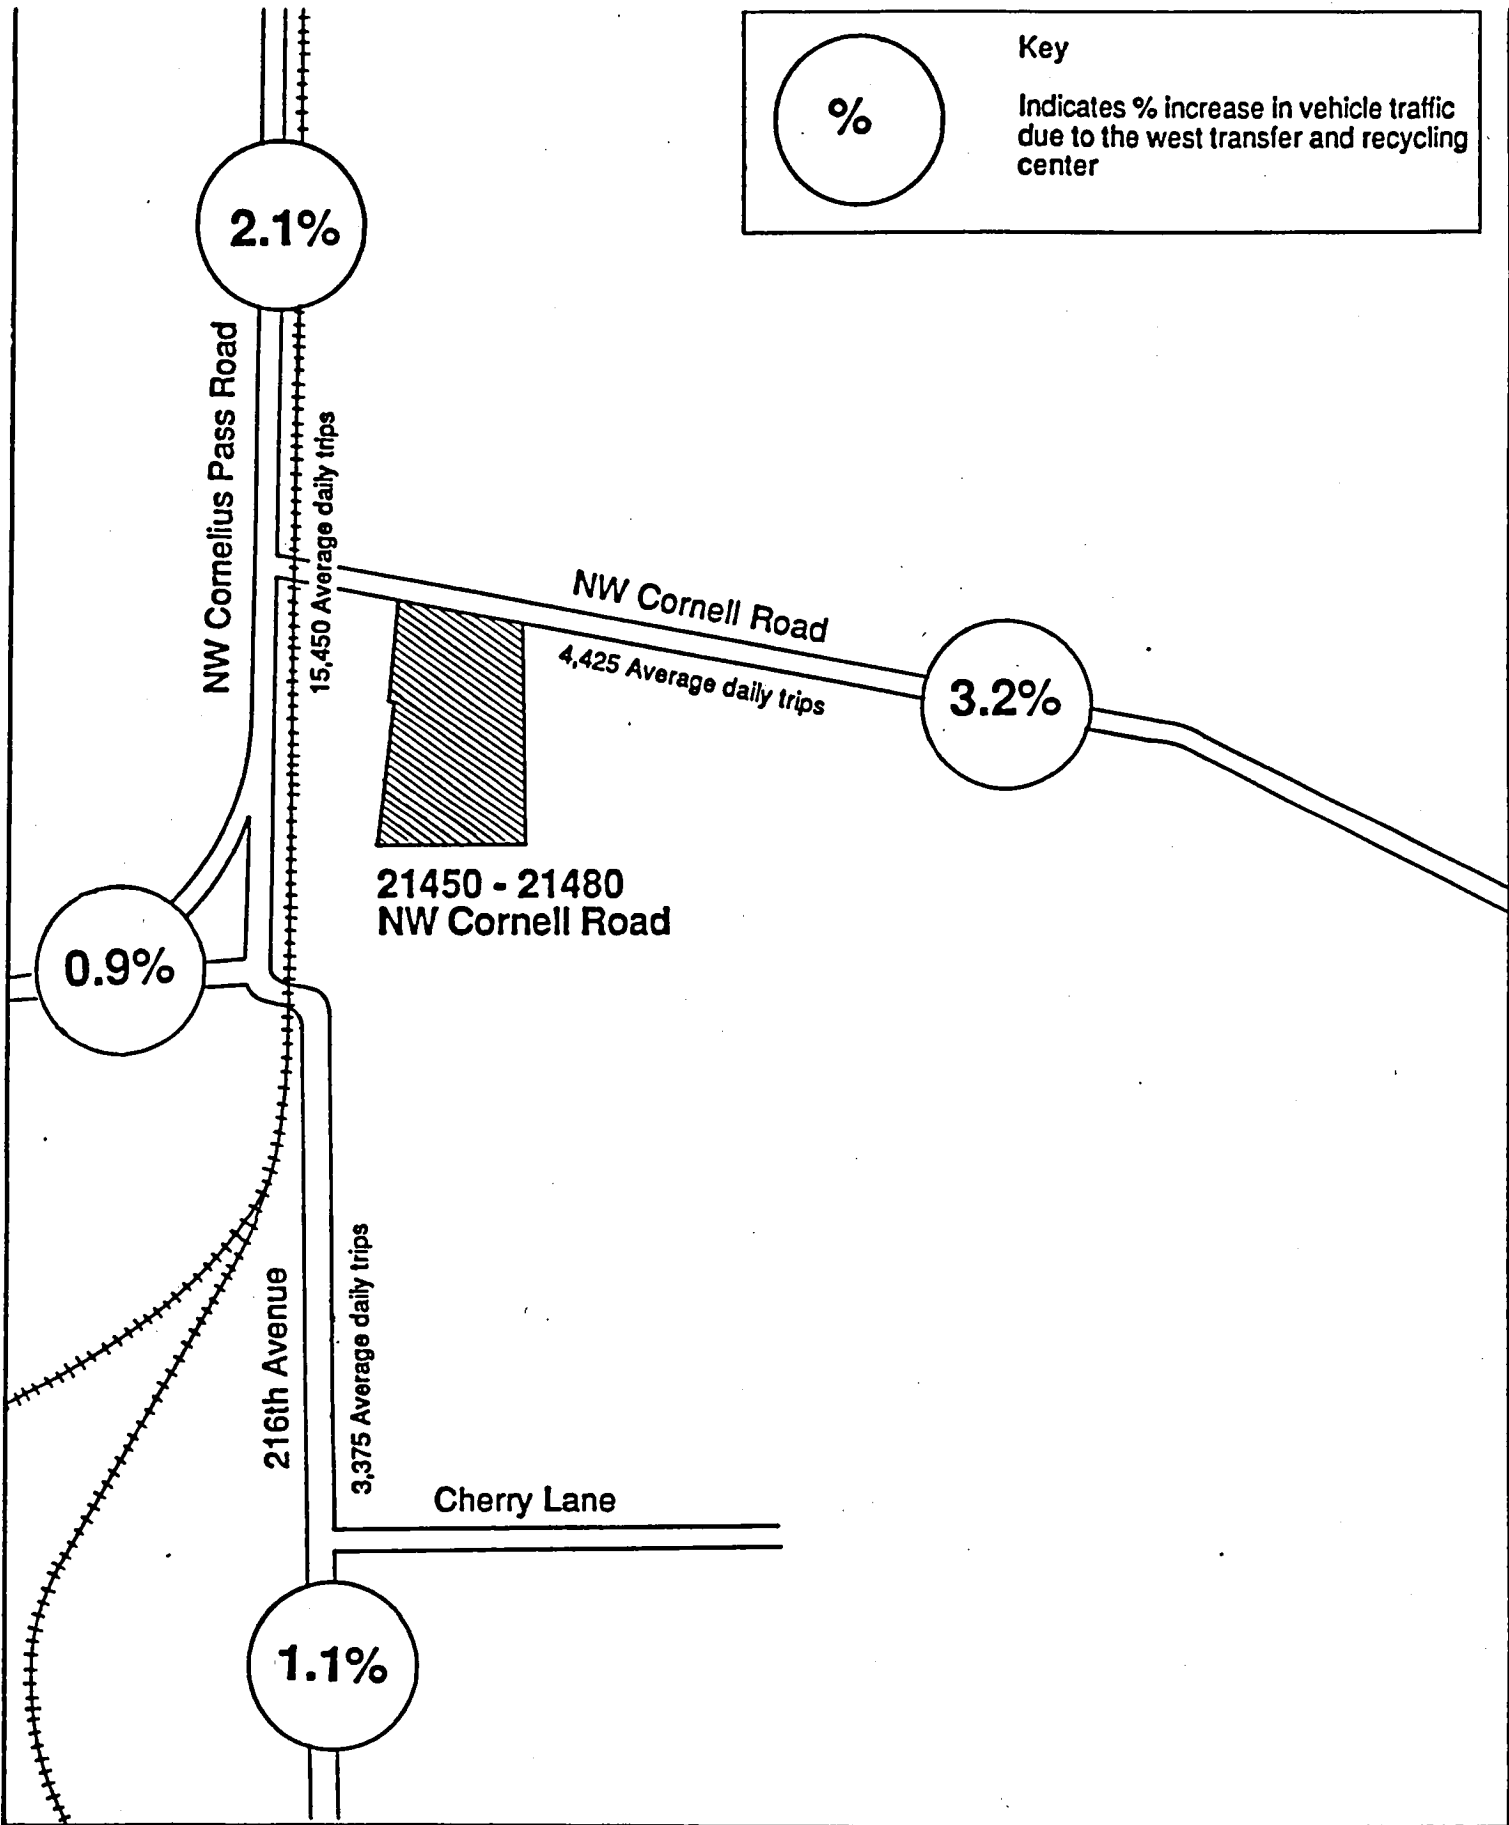 Key
%
Indicates % increase in vehicle traffic
due to the west transfer and recycling
center
2.1%
NW Cornelius Pass Road
15,450 Average daily trips
NW Cornell Road
4,425 Average daily trips
3.2%
21450 - 21480
NW Cornell Road
0.9%
216th Avenue
3,375 Average daily trips
Cherry Lane
1.1%